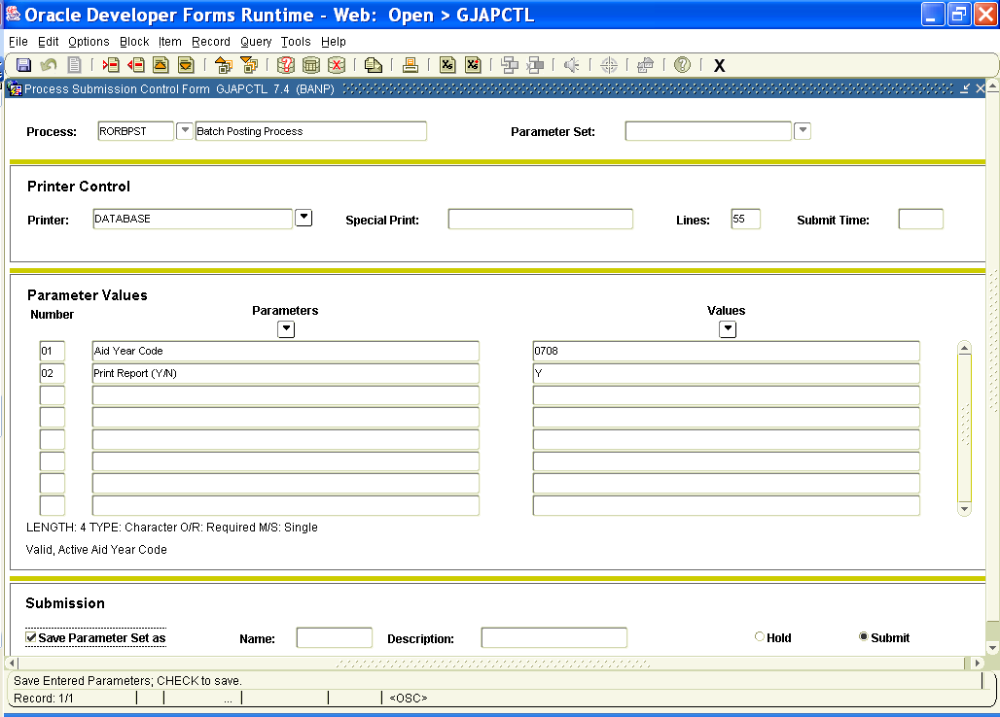 Oracle Developer Forms Runtime - Web:  Open > GJAPCTL
File Edit Options Block Item Record Query Tools Help
X
Process Submission Control Form  GJAPCTL  7.4  (BANP)
Process: RORBPST Batch Posting Process Parameter Set:
Printer Control
Printer: DATABASE Special Print: Lines: 55 Submit Time:
Parameter Values
Number Parameters Values
01 Aid Year Code 0708
02 Print Report (Y/N) Y
LENGTH: 4 TYPE: Character O/R: Required M/S: Single
Valid, Active Aid Year Code
Submission
Save Parameter Set as Name: Description: Hold Submit
Save Entered Parameters; CHECK to save.
Record: 1/1 ... <OSC>